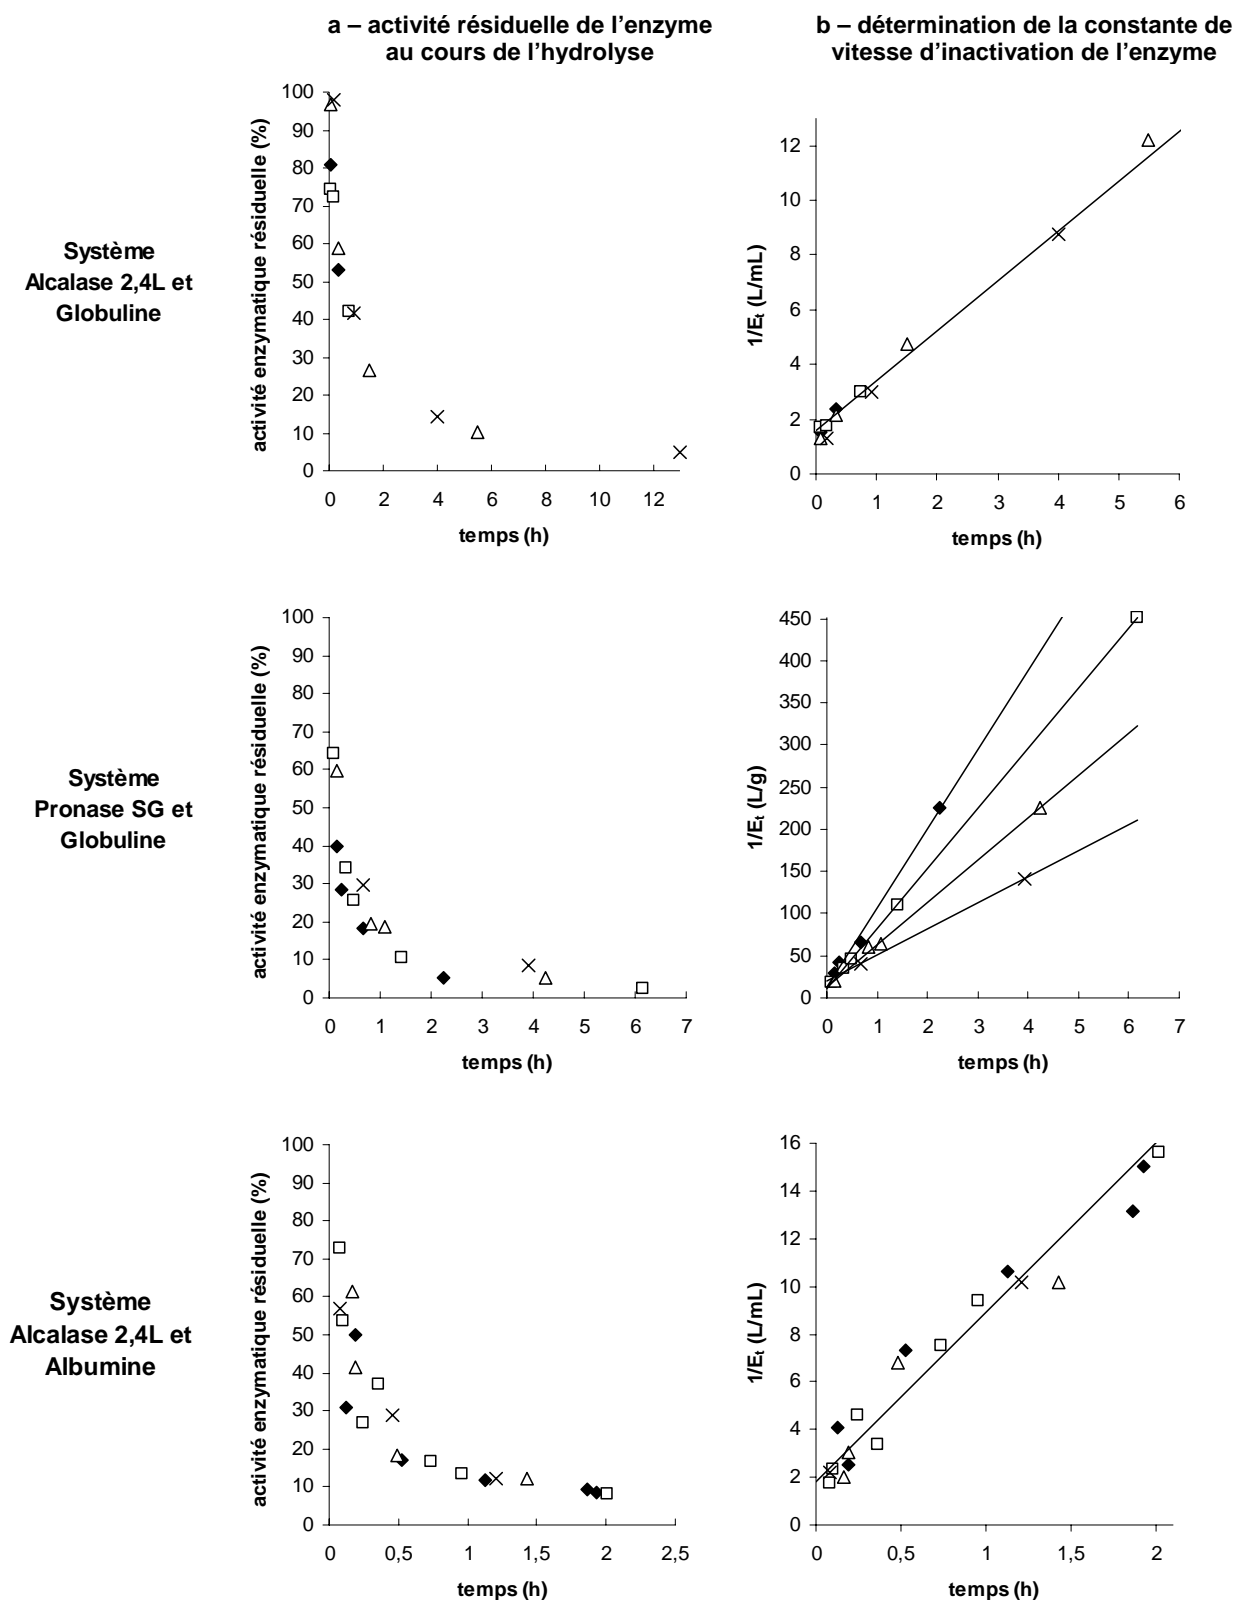 a – activité résiduelle de l'enzyme
au cours de l'hydrolyse
b – détermination de la constante de
vitesse d'inactivation de l'enzyme
Système
Alcalase 2,4L et
Globuline
activité enzymatique résiduelle (%)
100
90
80
70
60
50
40
30
20
10
0
0 2 4 6 8 10 12
temps (h)
1/Et (L/mL)
12
10
8
6
4
2
0
0 1 2 3 4 5 6
temps (h)
Système
Pronase SG et
Globuline
activité enzymatique résiduelle (%)
100
90
80
70
60
50
40
30
20
10
0
0 1 2 3 4 5 6 7
temps (h)
1/Et (L/g)
450
400
350
300
250
200
150
100
50
0
0 1 2 3 4 5 6 7
temps (h)
Système
Alcalase 2,4L et
Albumine
activité enzymatique résiduelle (%)
100
90
80
70
60
50
40
30
20
10
0
0 0,5 1 1,5 2 2,5
temps (h)
1/Et (L/mL)
16
14
12
10
8
6
4
2
0
0 0,5 1 1,5 2
temps (h)